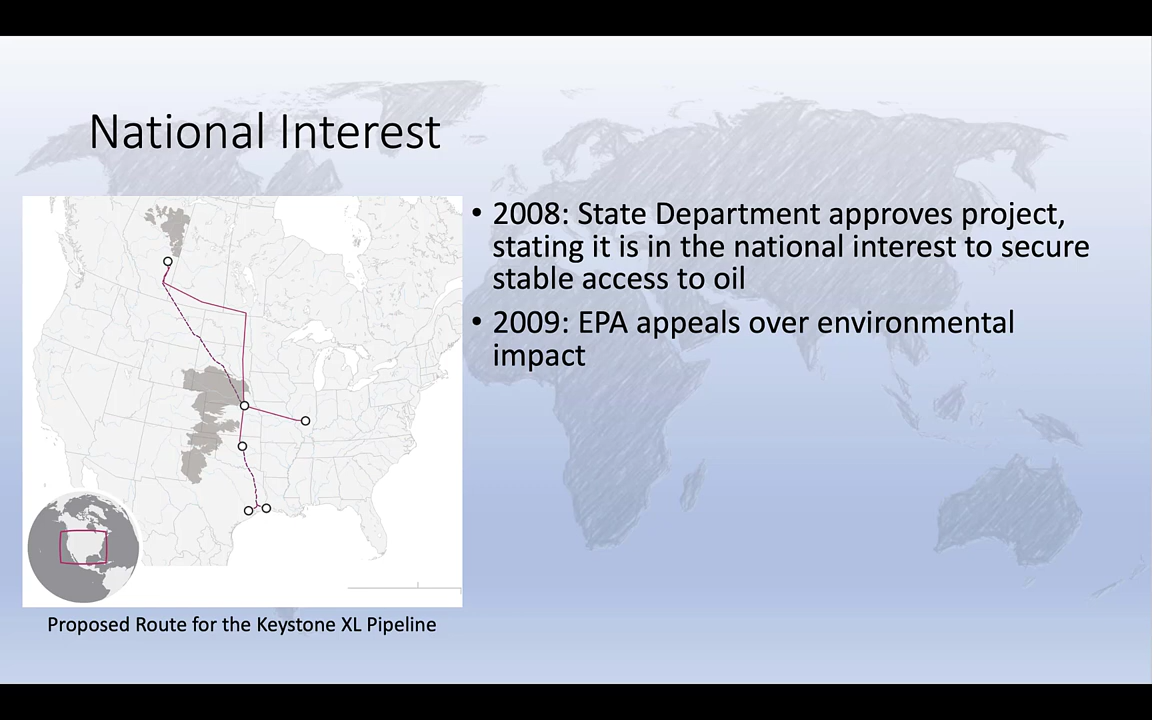 National Interest
• 2008: State Department approves project,
stating it is in the national interest to secure
stable access to oil
• 2009: EPA appeals over environmental
impact
Proposed Route for the Keystone XL Pipeline